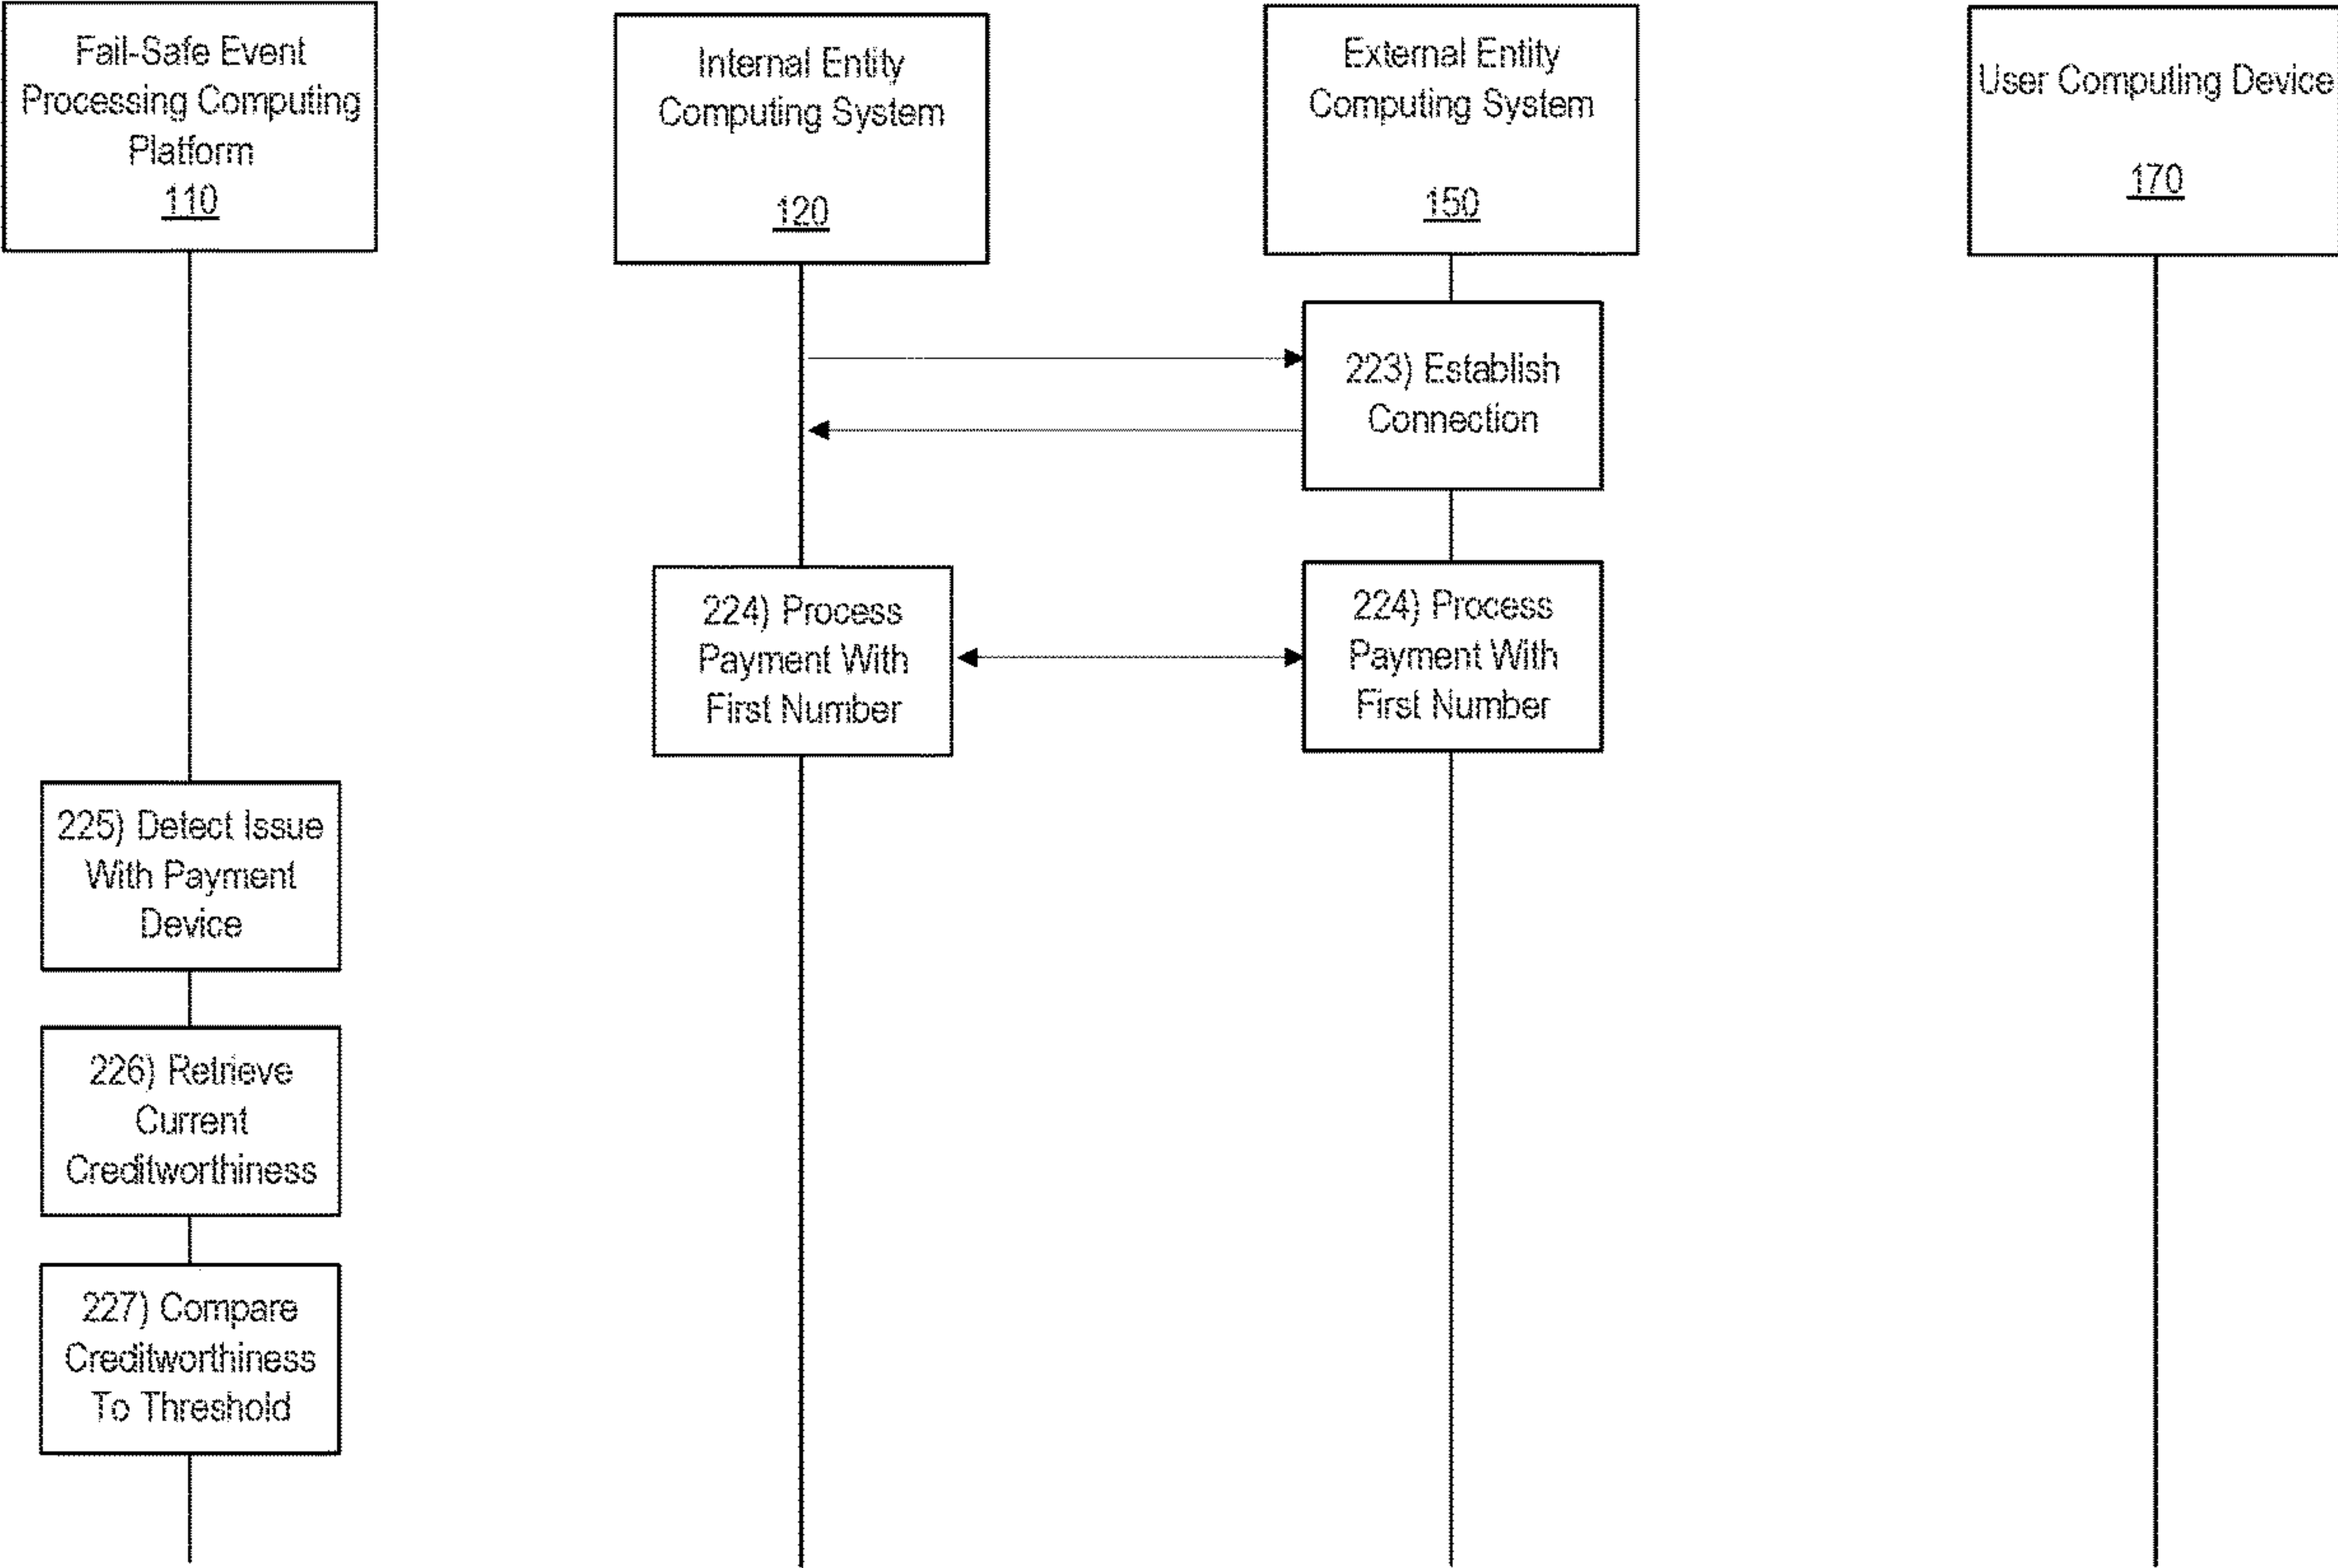 Fail-Safe Event
Processing Computing
Platform
110
Internal Entity
Computing System
120
External Entity
Computing System
150
User Computing Device
170
223) Establish
Connection
224) Process
Payment With
First Number
224) Process
Payment With
First Number
225) Detect Issue
With Payment
Device
226) Retrieve
Current
Creditworthiness
227) Compare
Creditworthiness
To Threshold